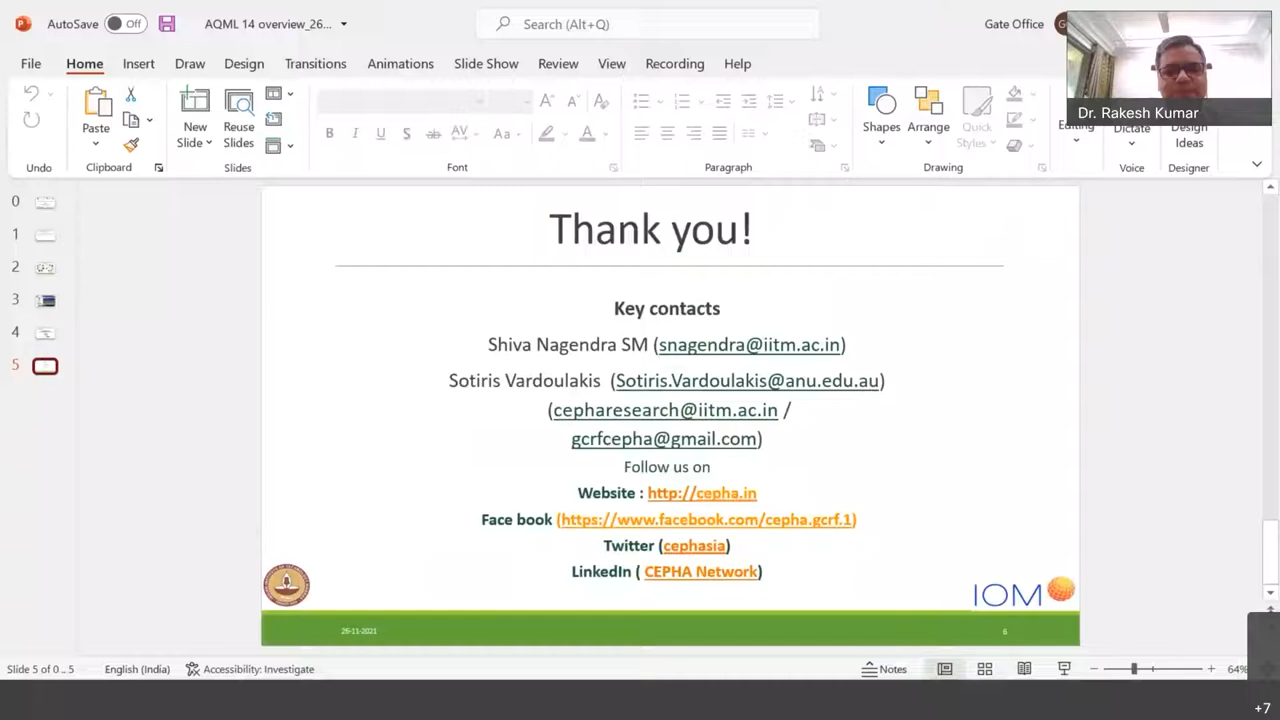 AutoSave Off AQML 14 overview_26... Search (Alt+Q) Gate Office
File Home Insert Draw Design Transitions Animations Slide Show Review View Recording Help
Dr. Rakesh Kumar
Paste New Slide Reuse Slides B I U S ab AV Aa A Shapes Arrange Quick Styles Editing Dictate Design Ideas
Undo Clipboard Slides Font Paragraph Drawing Voice Designer
0
1
2
3
4
5
Thank you!
Key contacts
Shiva Nagendra SM (snagendra@iitm.ac.in)
Sotiris Vardoulakis (Sotiris.Vardoulakis@anu.edu.au)
(cepharesearch@iitm.ac.in /
gcrfcepha@gmail.com)
Follow us on
Website : http://cepha.in
Face book (https://www.facebook.com/cepha.gcrf.1)
Twitter (cephasia)
LinkedIn ( CEPHA Network)
IOM
26-11-2021 6
Slide 5 of 0...5 English (India) Accessibility: Investigate Notes 64%
+7